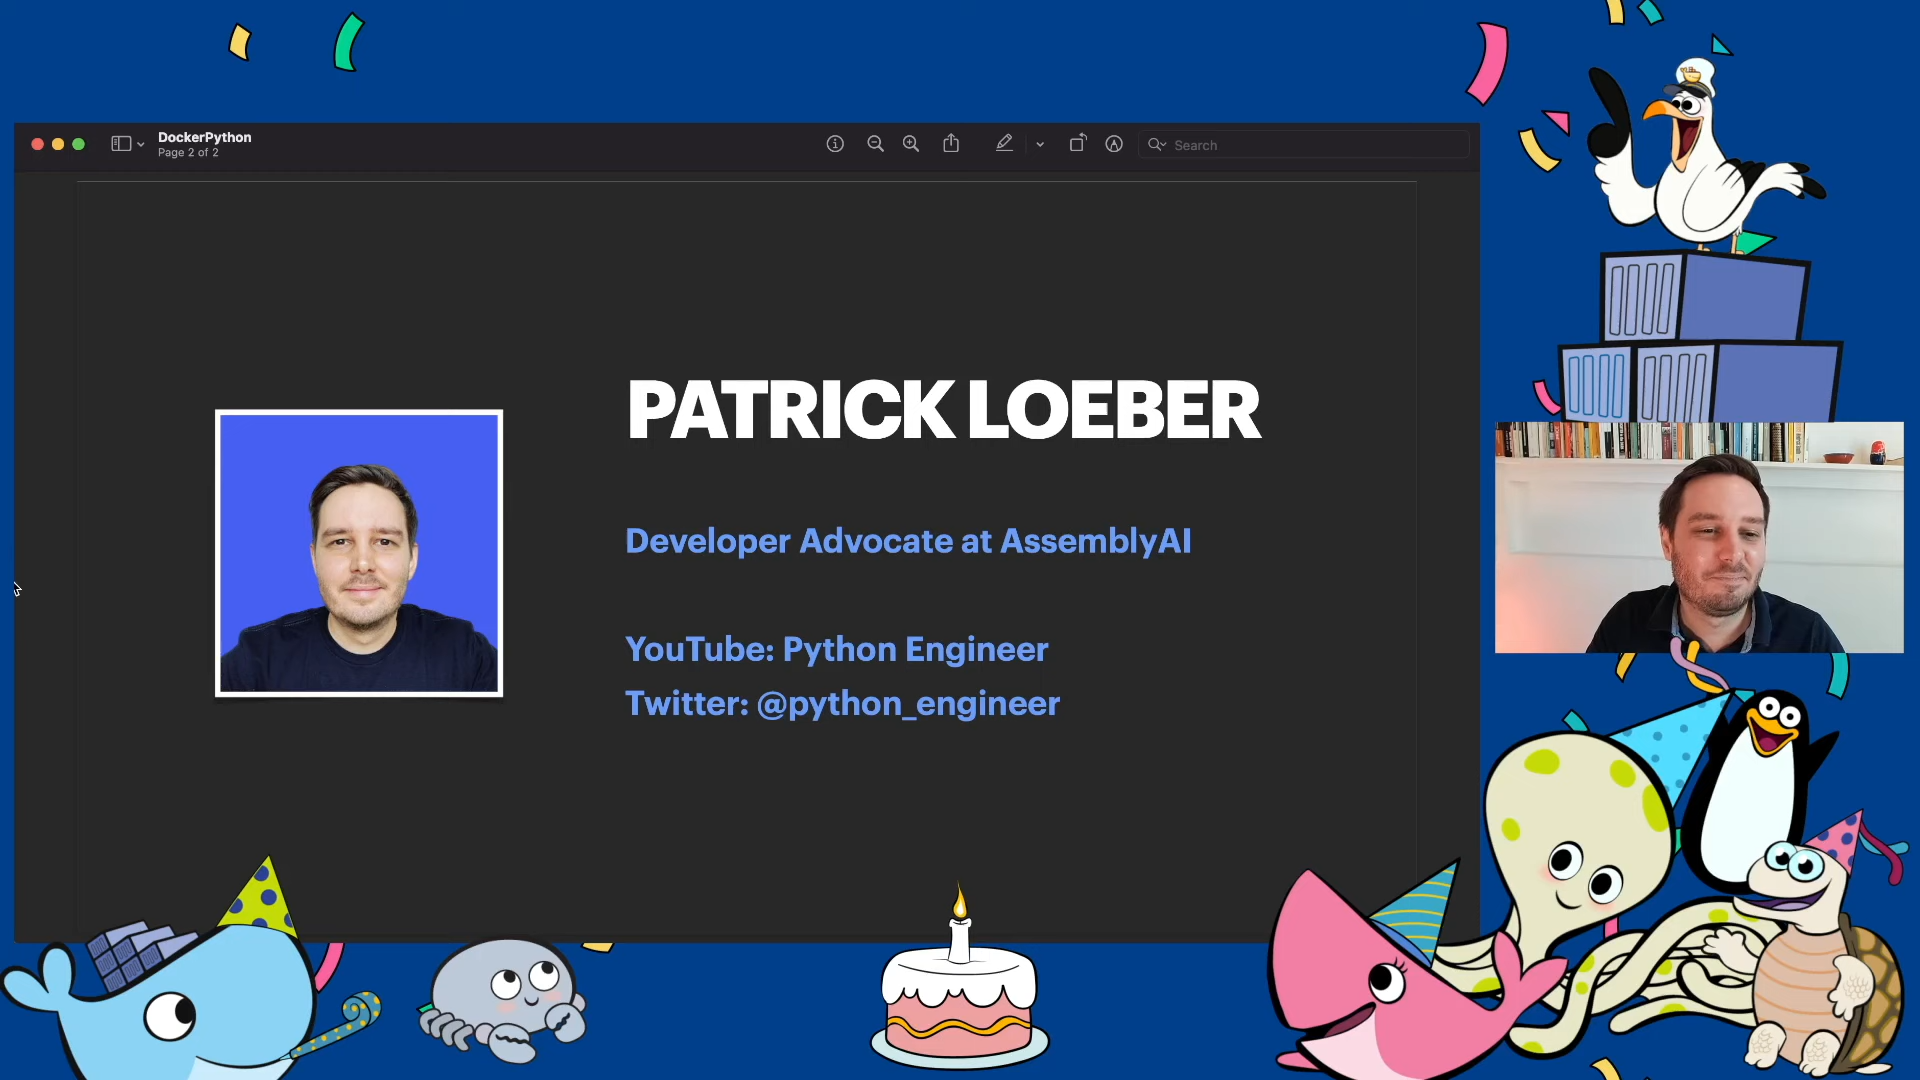 DockerPython
Page 2 of 2
Search
PATRICK LOEBER
Developer Advocate at AssemblyAI
YouTube: Python Engineer
Twitter: @python_engineer